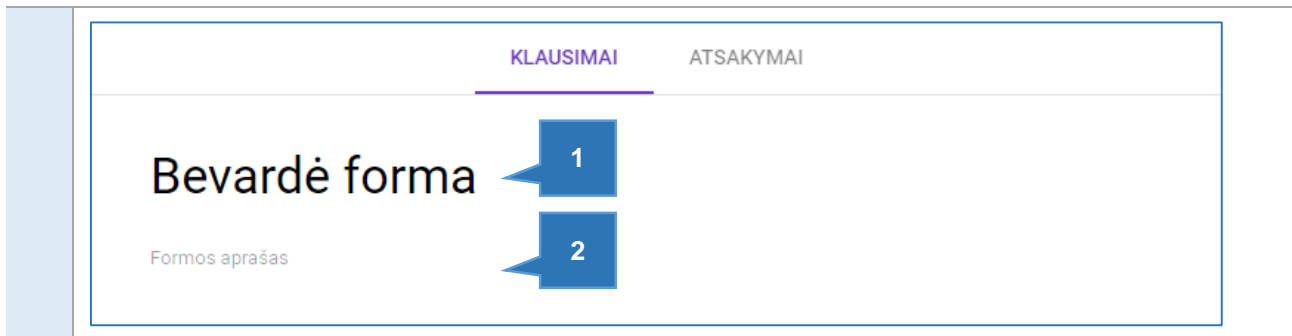 KLAUSIMAI ATSAKYMAI
Bevardė forma
1
Formos aprašas
2